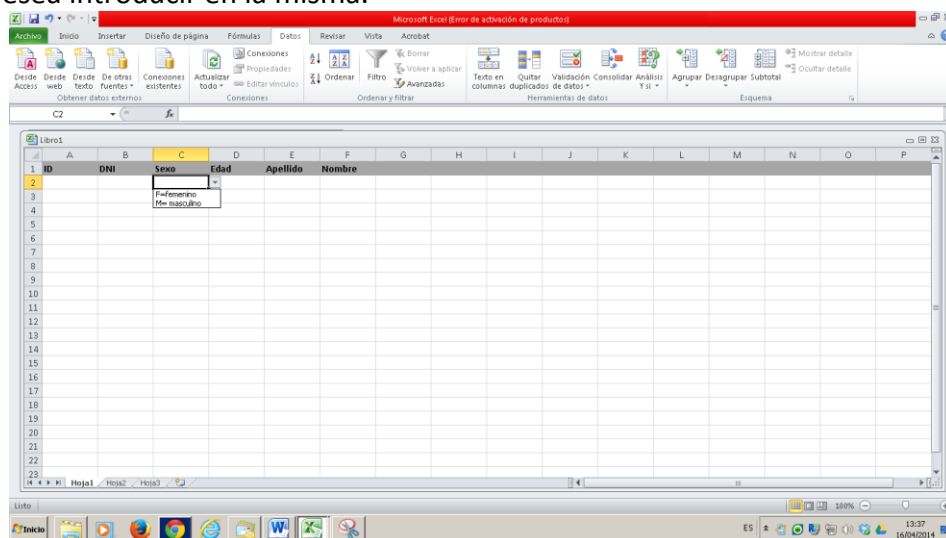 esea introducir en la misma.
Microsoft Excel (Error de activación de productos)
Archivo Inicio Insertar Diseño de página Fórmulas Datos Revisar Vista Acrobat
Desde Access
Desde web
Desde texto
De otras fuentes
Conexiones existentes
Obtener datos externos
Actualizar todo
Conexiones
Propiedades
Editar vínculos
Conexiones
Ordenar
Filtro
Borrar
Volver a aplicar
Avanzadas
Ordenar y filtrar
Texto en columnas
Quitar duplicados
Validación de datos
Consolidar
Análisis Y si
Herramientas de datos
Agrupar
Desagrupar
Subtotal
Mostrar detalle
Ocultar detalle
Esquema
C2 fx
Libro1
A B C D E F G H I J K L M N O P
1 ID DNI Sexo Edad Apellido Nombre
2
3 F=femenino
4 M= masculino
5
6
7
8
9
10
11
12
13
14
15
16
17
18
19
20
21
22
23
Hoja1 Hoja2 Hoja3
Listo 100%
Inicio ES 13:37
16/04/2014